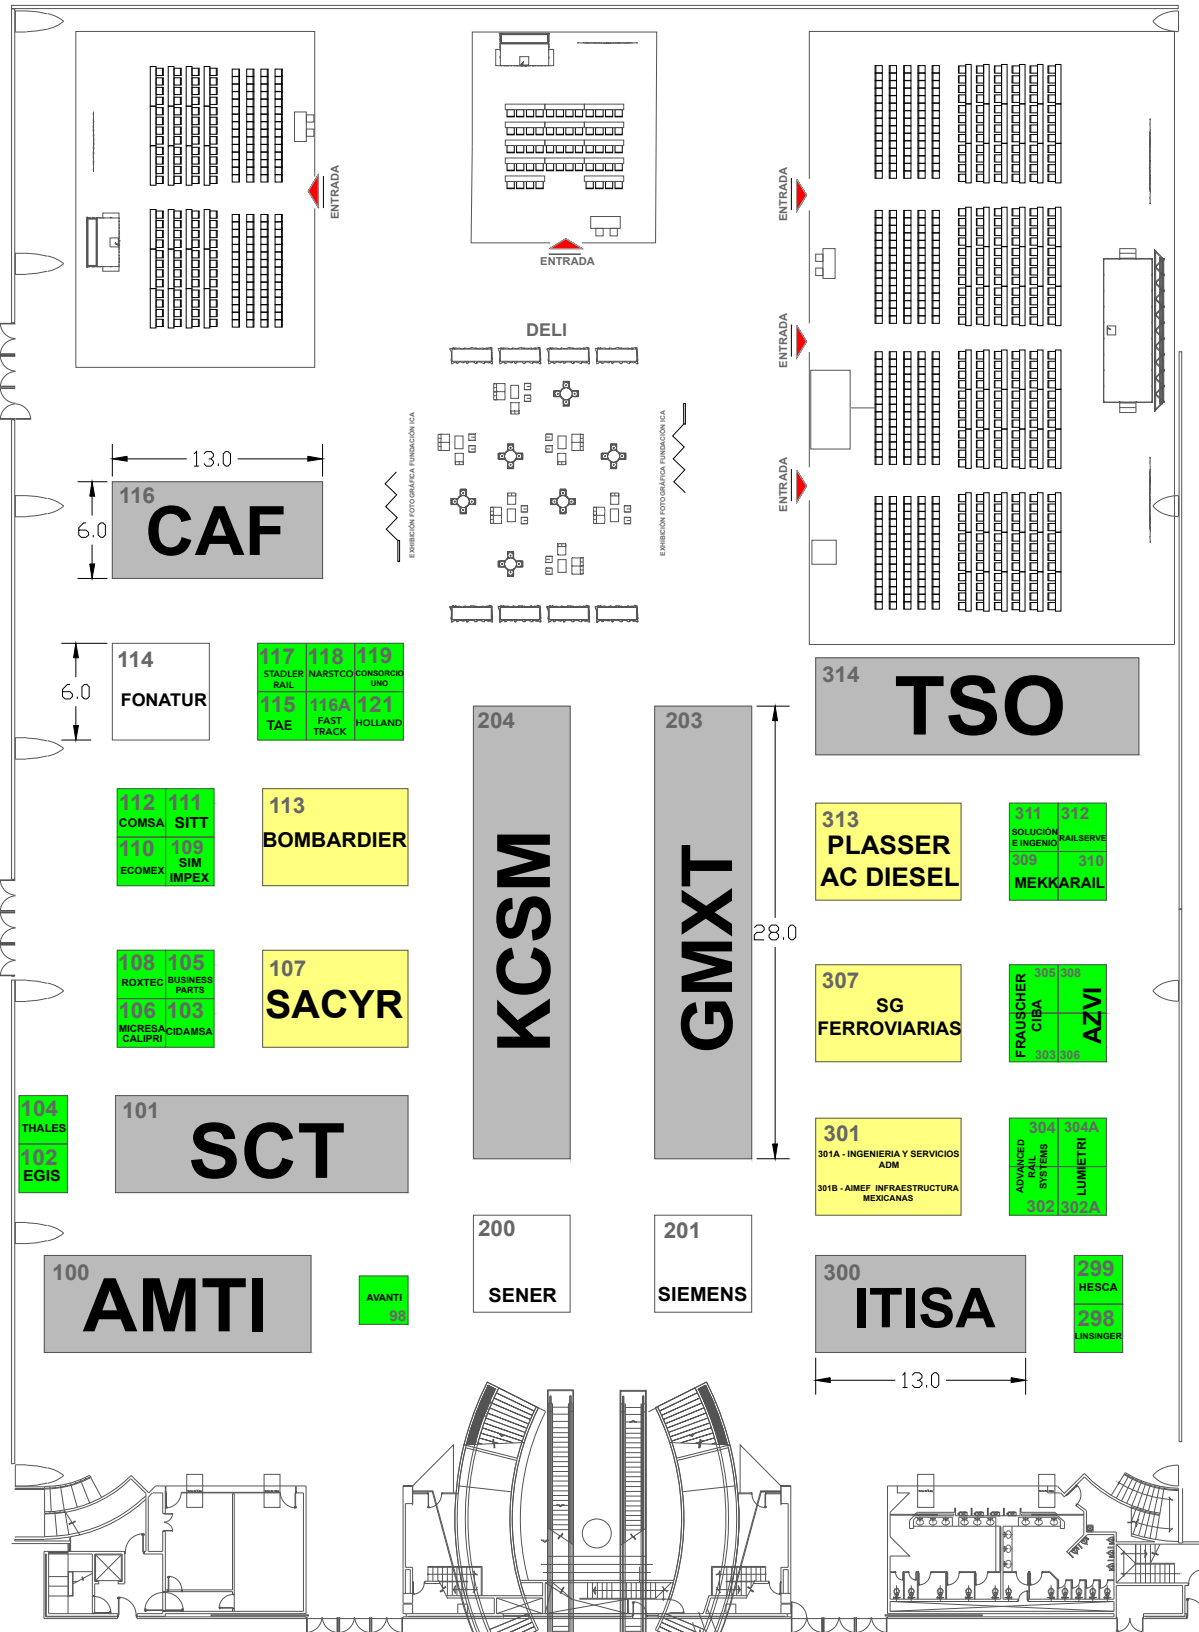 ENTRADA
ENTRADA
ENTRADA
ENTRADA
ENTRADA
DELI
EXHIBICIÓN FOTOGRÁFICA FUNDACIÓN ICA
EXHIBICIÓN FOTOGRÁFICA FUNDACIÓN ICA
13.0
6.0
116
CAF
6.0
114
FONATUR
117
STADLER
RAIL
118
NARSTCO
119
CONSORCIO
UNO
115
TAE
116A
FAST
TRACK
121
HOLLAND
204
KCSM
203
GMXT
28.0
314
TSO
112
COMSA
111
SITT
110
ECOMEX
109
SIM
IMPEX
113
BOMBARDIER
313
PLASSER
AC DIESEL
311
SOLUCIÓN
E INGENIO
312
RAILSERVE
309
310
MEKKARAIL
108
ROXTEC
105
BUSINESS
PARTS
106
MICRESA
CALIPRI
103
CIDAMSA
107
SACYR
307
SG
FERROVIARIAS
305
308
FRAUSCHER
CIBA
AZVI
303
306
104
THALES
102
EGIS
101
SCT
301
301A - INGENIERIA Y SERVICIOS
ADM
301B - AIMEF INFRAESTRUCTURA
MEXICANAS
304
304A
ADVANCED
RAIL
SYSTEMS
LUMIETRI
302
302A
200
SENER
201
SIEMENS
100
AMTI
AVANTI
98
300
ITISA
13.0
299
HESCA
298
LINSINGER